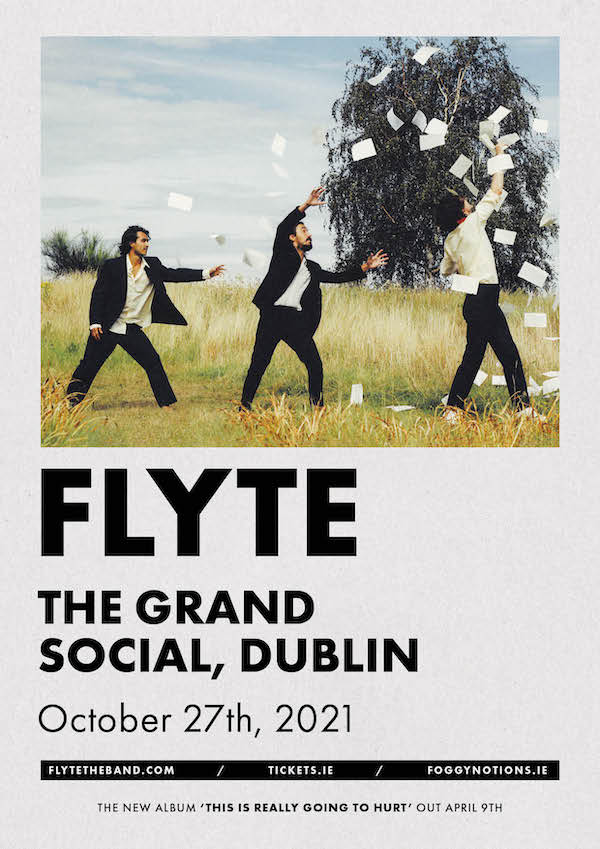 FLYTE
THE GRAND
SOCIAL, DUBLIN
October 27th, 2021
FLYTETHEBAND.COM / TICKETS.IE / FOGGYNOTIONS.IE
THE NEW ALBUM ‘THIS IS REALLY GOING TO HURT’ OUT APRIL 9TH